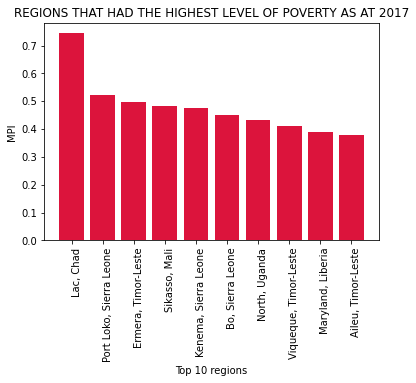 REGIONS THAT HAD THE HIGHEST LEVEL OF POVERTY AS AT 2017
MPI
0.7
0.6
0.5
0.4
0.3
0.2
0.1
0.0
Lac, Chad
Port Loko, Sierra Leone
Ermera, Timor-Leste
Sikasso, Mali
Kenema, Sierra Leone
Bo, Sierra Leone
North, Uganda
Viqueque, Timor-Leste
Maryland, Liberia
Aileu, Timor-Leste
Top 10 regions